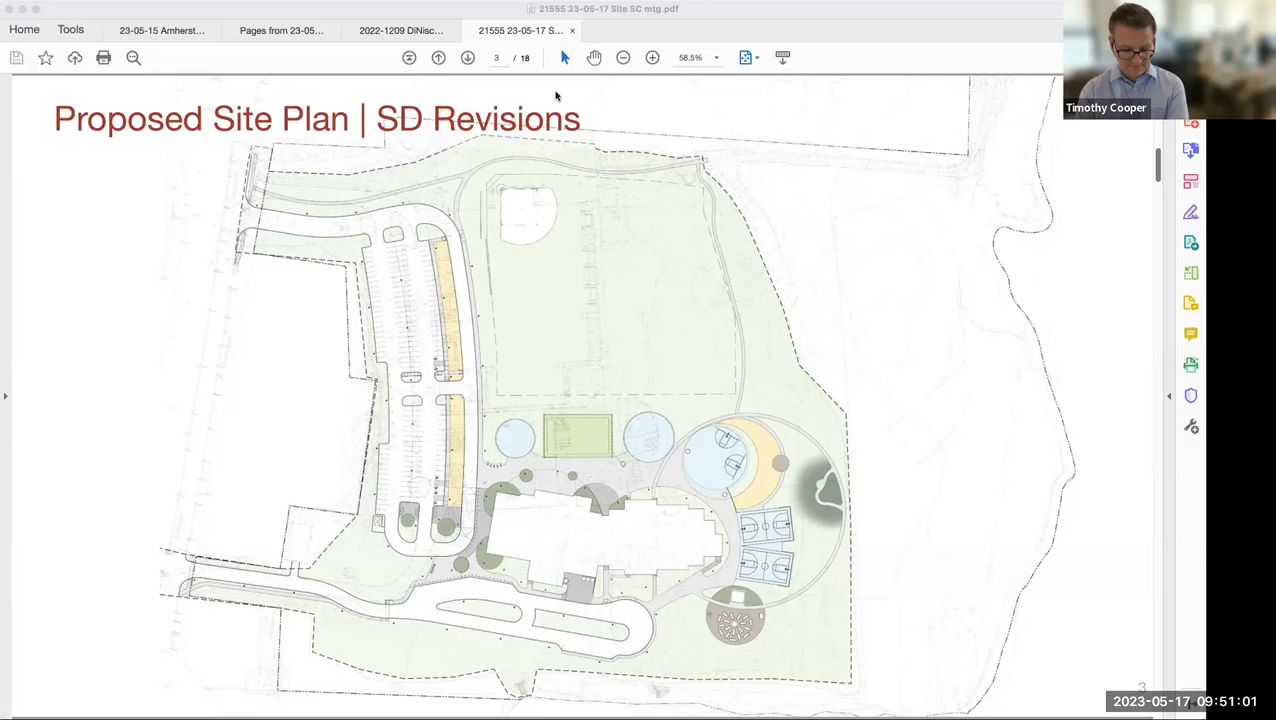 21555 23-05-17 Site SC mtg.pdf
Home
Tools
23-05-15 Amherst...
Pages from 23-05...
2022-1209 DiNisc...
21555 23-05-17 S...
×
3 / 18
58.5%
Timothy Cooper
Proposed Site Plan | SD Revisions
3
2023-05-17 09:51:01